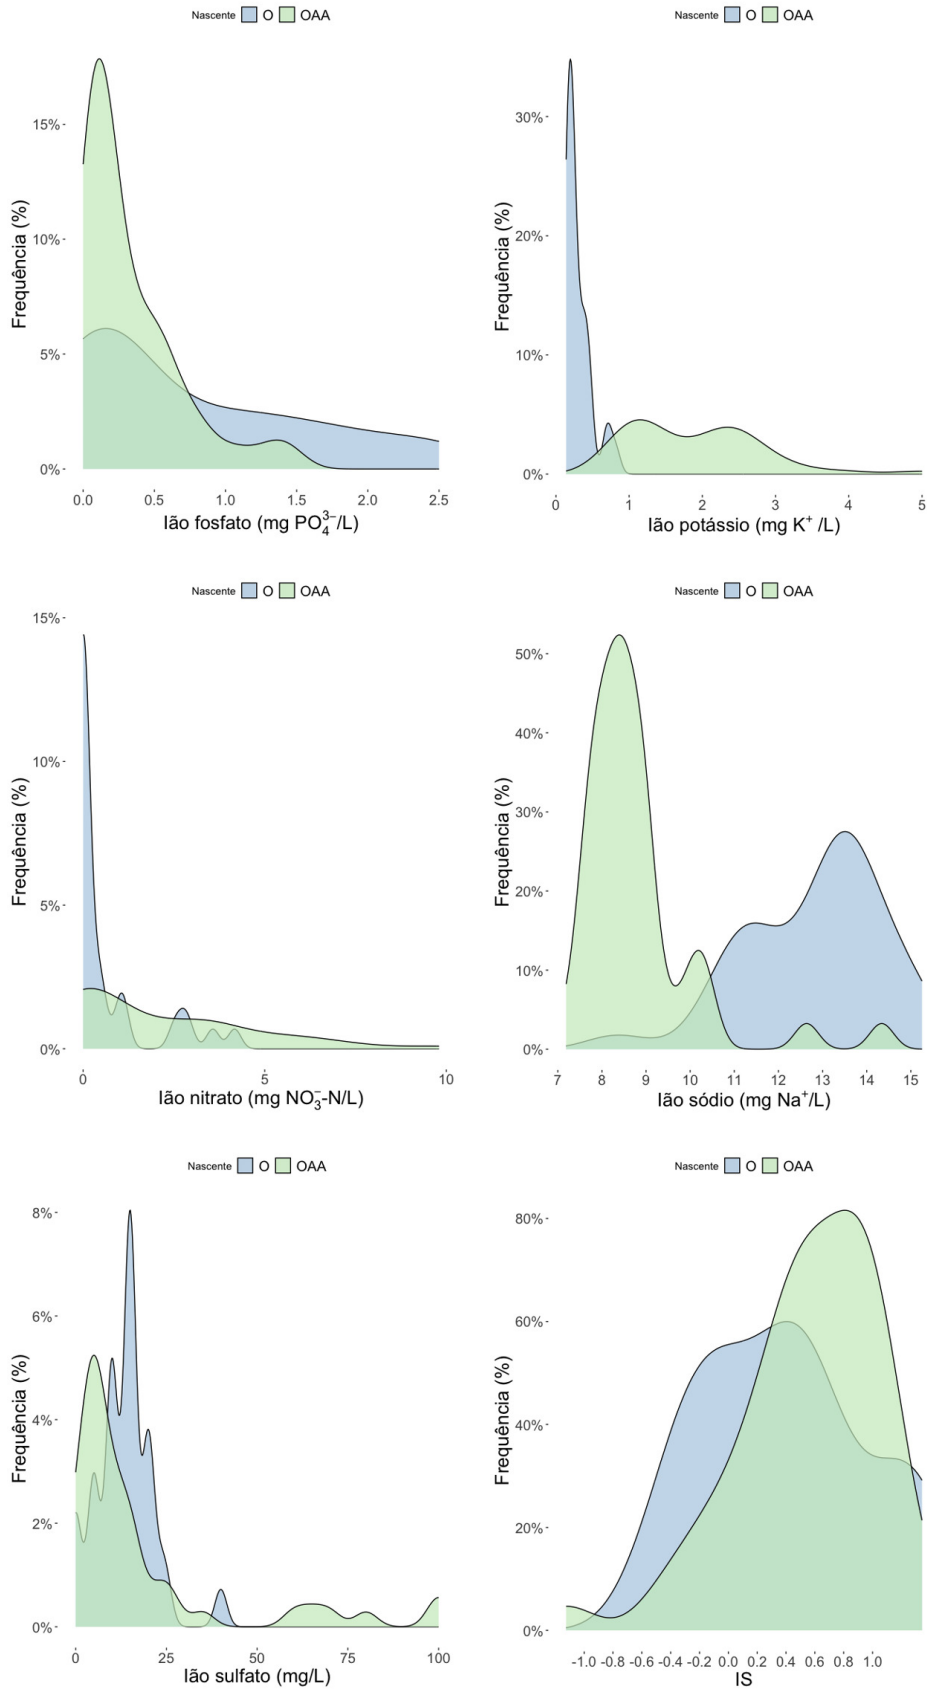 Nascente O OAA
Frequência (%)
15%
10%
5%
0%
0.0 0.5 1.0 1.5 2.0 2.5
Ião fosfato (mg PO₄³⁻/L)
Nascente O OAA
Frequência (%)
30%
20%
10%
0%
0 1 2 3 4 5
Ião potássio (mg K⁺ /L)
Nascente O OAA
Frequência (%)
15%
10%
5%
0%
0 5 10
Ião nitrato (mg NO₃⁻-N/L)
Nascente O OAA
Frequência (%)
50%
40%
30%
20%
10%
0%
7 8 9 10 11 12 13 14 15
Ião sódio (mg Na⁺/L)
Nascente O OAA
Frequência (%)
8%
6%
4%
2%
0%
0 25 50 75 100
Ião sulfato (mg/L)
Nascente O OAA
Frequência (%)
80%
60%
40%
20%
0%
-1.0 -0.8 -0.6 -0.4 -0.2 0.0 0.2 0.4 0.6 0.8 1.0
IS